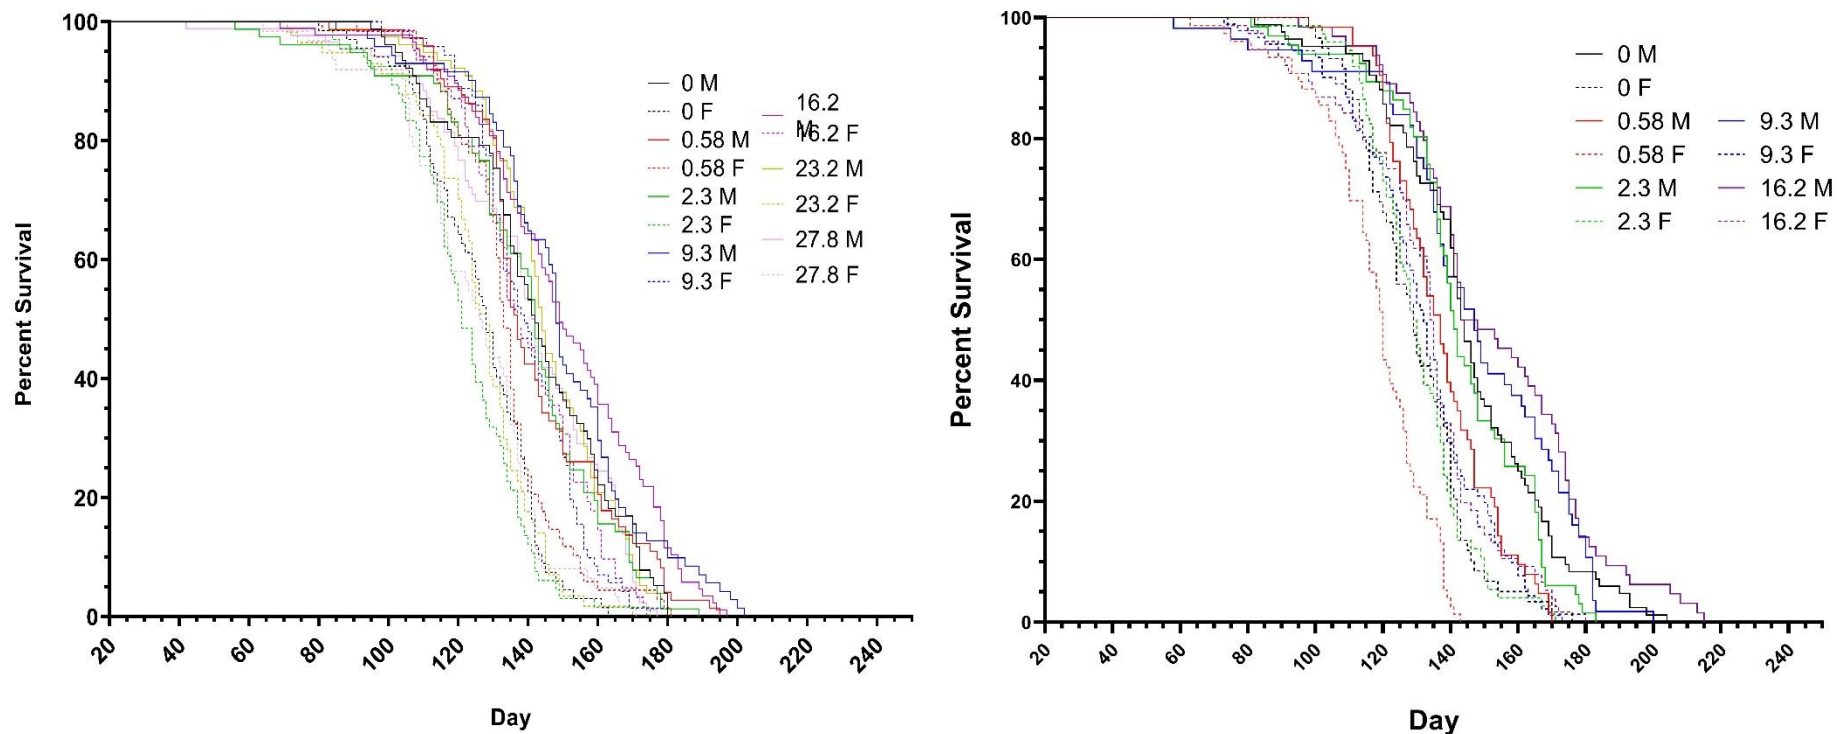 100
80
60
40
20
0
Percent Survival
20 40 60 80 100 120 140 160 180 200 220 240
Day
0 M
0 F
0.58 M
0.58 F
2.3 M
2.3 F
9.3 M
9.3 F
16.2
M
16.2 F
23.2 M
23.2 F
27.8 M
27.8 F
100
80
60
40
20
0
Percent Survival
20 40 60 80 100 120 140 160 180 200 220 240
Day
0 M
0 F
0.58 M
0.58 F
2.3 M
2.3 F
9.3 M
9.3 F
16.2 M
16.2 F